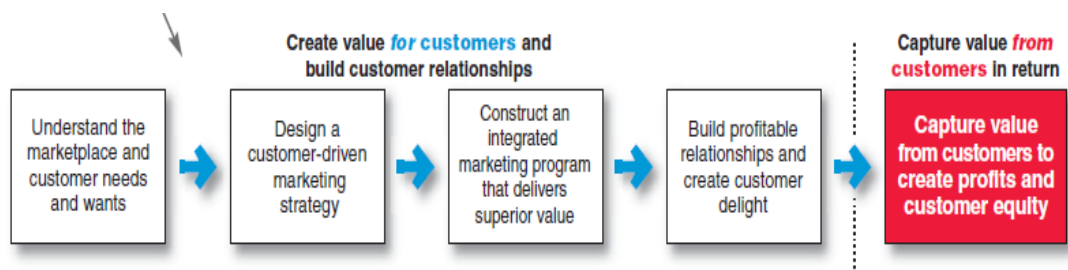 Create value for customers and
build customer relationships
Capture value from
customers in return
Understand the
marketplace and
customer needs
and wants
Design a
customer-driven
marketing
strategy
Construct an
integrated
marketing program
that delivers
superior value
Build profitable
relationships and
create customer
delight
Capture value
from customers to
create profits and
customer equity